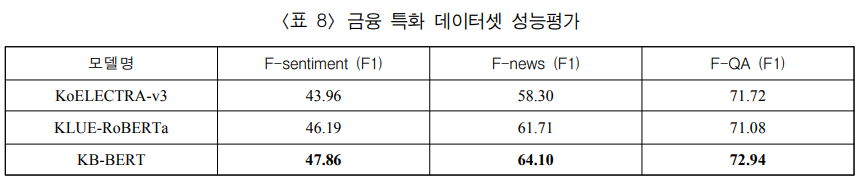 <표 8> 금융 특화 데이터셋 성능평가
모델명 F-sentiment (F1) F-news (F1) F-QA (F1)
KoELECTRA-v3 43.96 58.30 71.72
KLUE-RoBERTa 46.19 61.71 71.08
KB-BERT 47.86 64.10 72.94